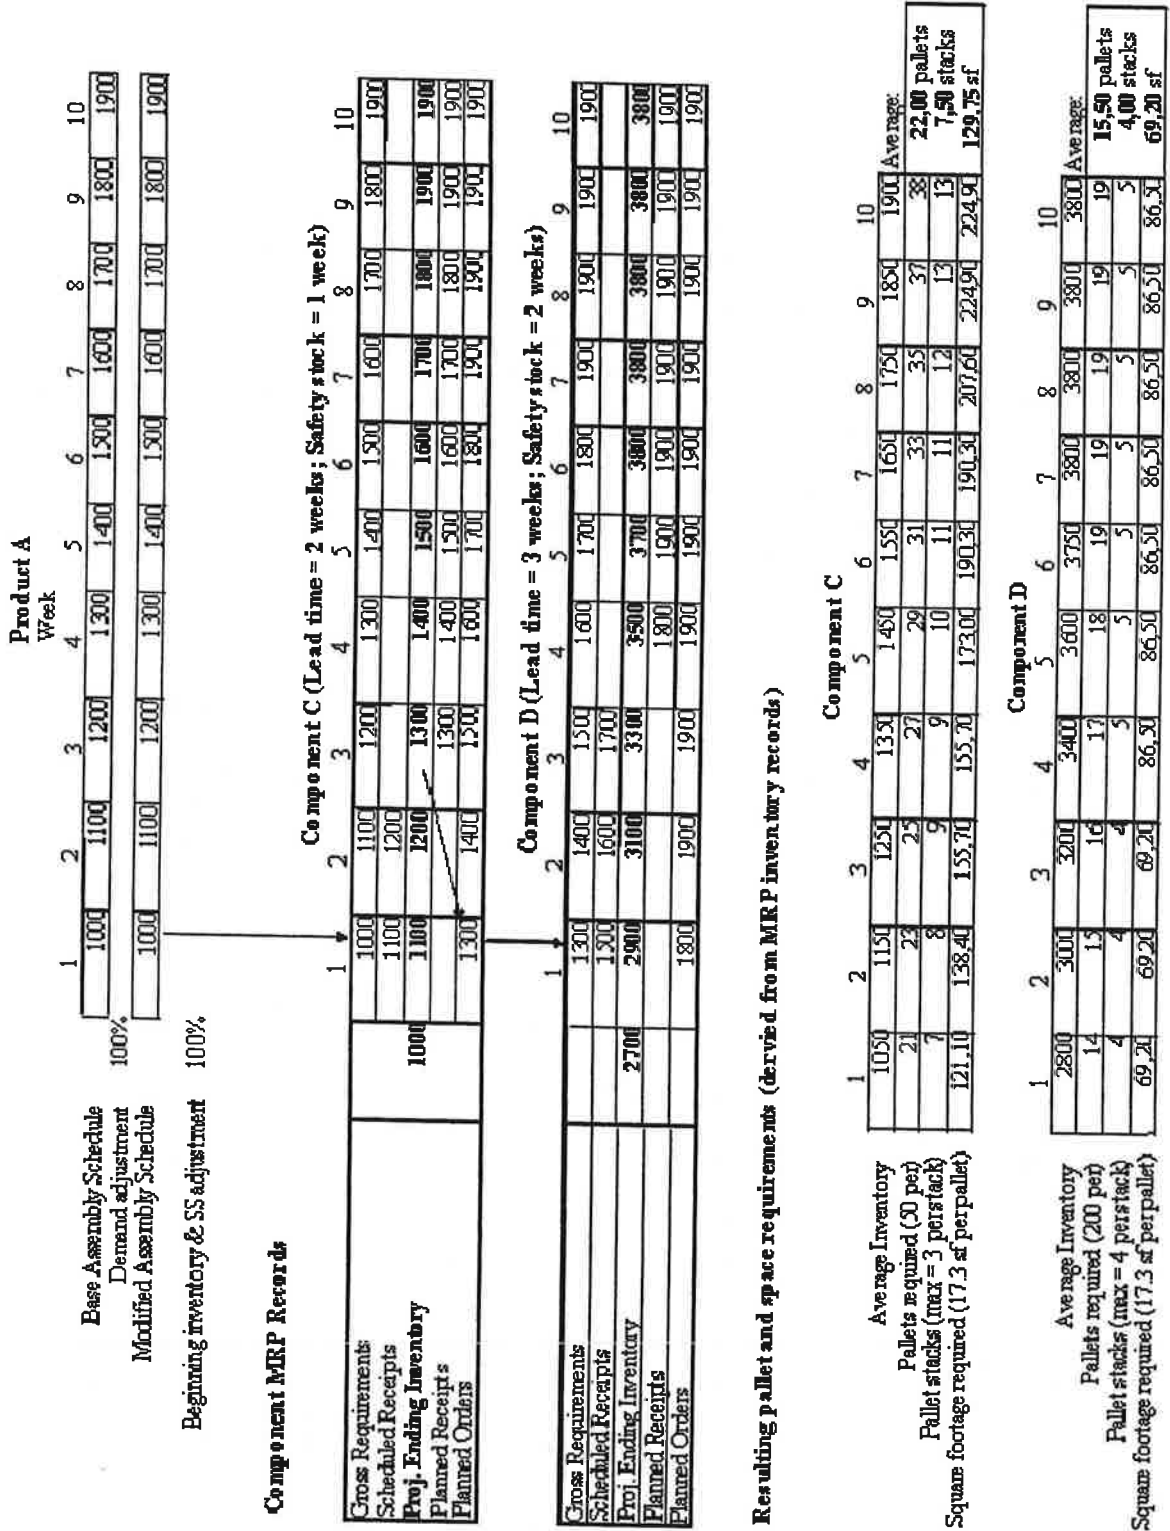 Product A
Week
1 2 3 4 5 6 7 8 9 10
Base Assembly Schedule 1000 1100 1200 1300 1400 1500 1600 1700 1800 1900
Demand adjustment 100%
Modified Assembly Schedule 1000 1100 1200 1300 1400 1500 1600 1700 1800 1900
Beginning inventory & SS adjustment 100%
Component MRP Records
Component C (Lead time = 2 weeks; Safety stock = 1 week)
1 2 3 4 5 6 7 8 9 10
Gross Requirements 1000 1100 1200 1300 1400 1500 1600 1700 1800 1900
Scheduled Receipts 1100 1200
Proj. Ending Inventory 1000 1100 1200 1300 1400 1500 1600 1700 1800 1900 1900
Planned Receipts 1300 1400 1500 1600 1700 1800 1900 1900
Planned Orders 1300 1400 1500 1600 1700 1800 1900 1900 1900 1900
Component D (Lead time = 3 weeks; Safety stock = 2 weeks)
1 2 3 4 5 6 7 8 9 10
Gross Requirements 1300 1400 1500 1600 1700 1800 1900 1900 1900 1900
Scheduled Receipts 1500 1600 1700
Proj. Ending Inventory 2700 2900 3100 3300 3500 3700 3800 3800 3800 3800 3800
Planned Receipts 1800 1900 1900 1900 1900 1900 1900
Planned Orders 1800 1900 1900 1900 1900 1900 1900 1900 1900 1900
Resulting pallet and space requirements (dervied from MRP inventory records)
Component C
1 2 3 4 5 6 7 8 9 10
Average Inventory 1050 1150 1250 1350 1450 1550 1650 1750 1850 1900 Average:
Pallets required (50 per) 21 23 25 27 29 31 33 35 37 38 22,00 pallets
Pallet stacks (max = 3 per stack) 7 8 9 9 10 11 11 12 13 13 7,50 stacks
Square footage required (17.3 sf per pallet) 121,10 138,40 155,70 155,70 173,00 190,30 190,30 207,60 224,90 224,90 129,75 sf
Component D
1 2 3 4 5 6 7 8 9 10
Average Inventory 2800 3000 3200 3400 3600 3750 3800 3800 3800 3800 Average:
Pallets required (200 per) 14 15 16 17 18 19 19 19 19 19 15,50 pallets
Pallet stacks (max = 4 per stack) 4 4 4 5 5 5 5 5 5 5 4,00 stacks
Square footage required (17.3 sf per pallet) 69,20 69,20 69,20 86,50 86,50 86,50 86,50 86,50 86,50 86,50 69,20 sf